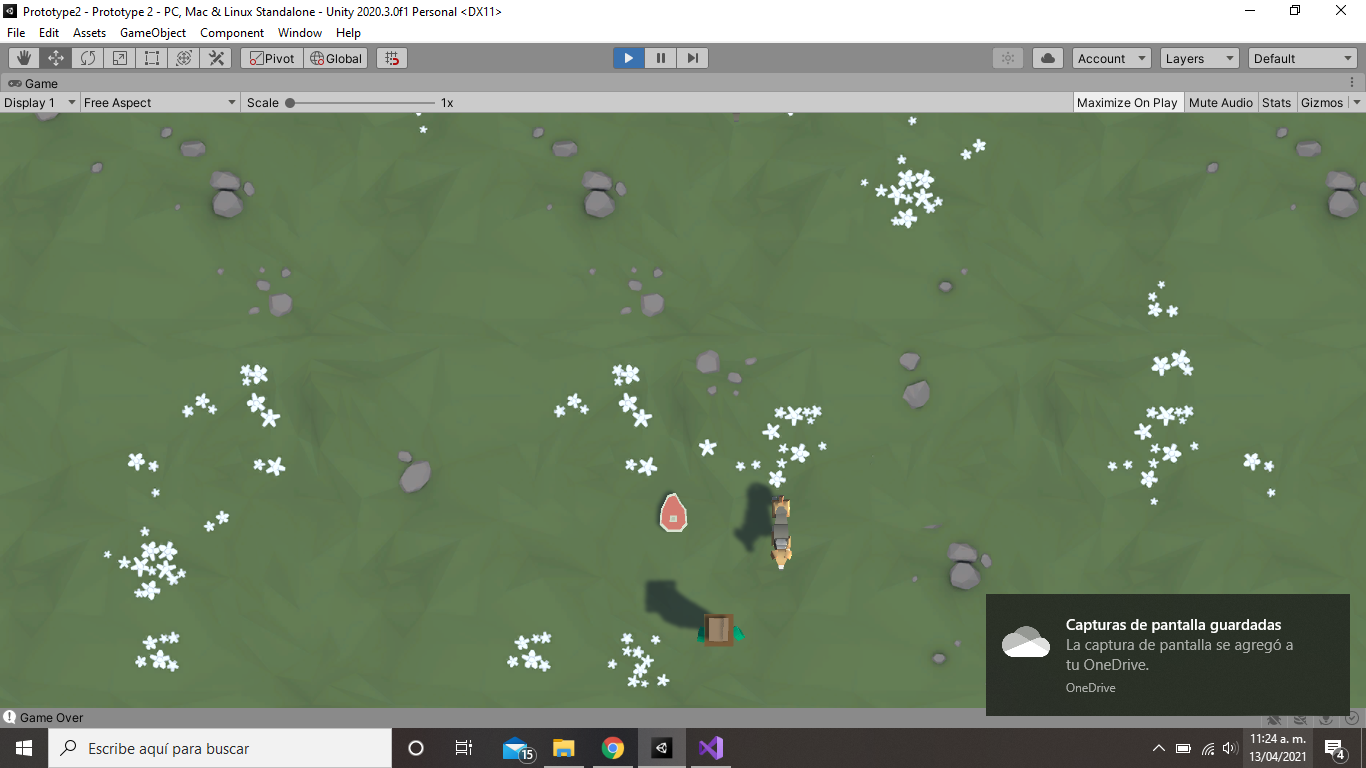 Prototype2 - Prototype 2 - PC, Mac & Linux Standalone - Unity 2020.3.0f1 Personal <DX11>
File Edit Assets GameObject Component Window Help
Pivot Global Account Layers Default
Game
Display 1 Free Aspect Scale 1x Maximize On Play Mute Audio Stats Gizmos
Capturas de pantalla guardadas
La captura de pantalla se agregó a
tu OneDrive.
OneDrive
Game Over
Escribe aquí para buscar
15
11:24 a. m.
13/04/2021
4